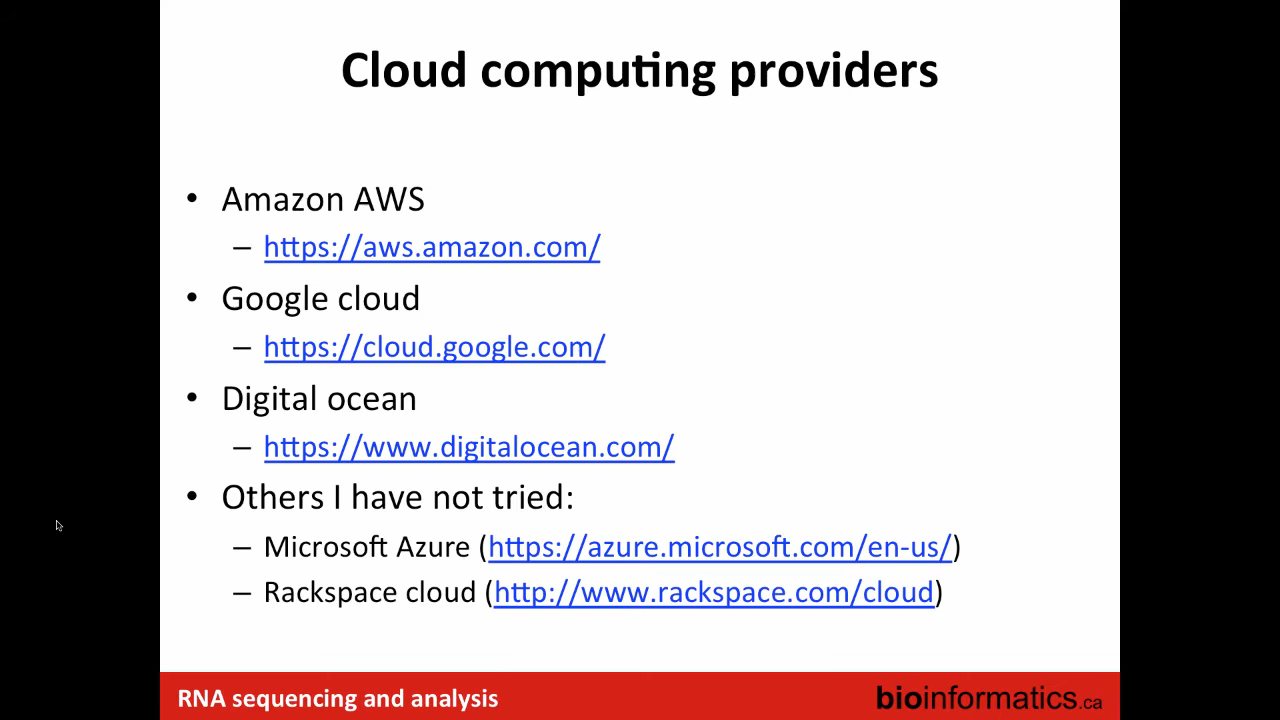 Cloud computing providers
• Amazon AWS
– https://aws.amazon.com/
• Google cloud
– https://cloud.google.com/
• Digital ocean
– https://www.digitalocean.com/
• Others I have not tried:
– Microsoft Azure (https://azure.microsoft.com/en-us/)
– Rackspace cloud (http://www.rackspace.com/cloud)
RNA sequencing and analysis
bioinformatics.ca